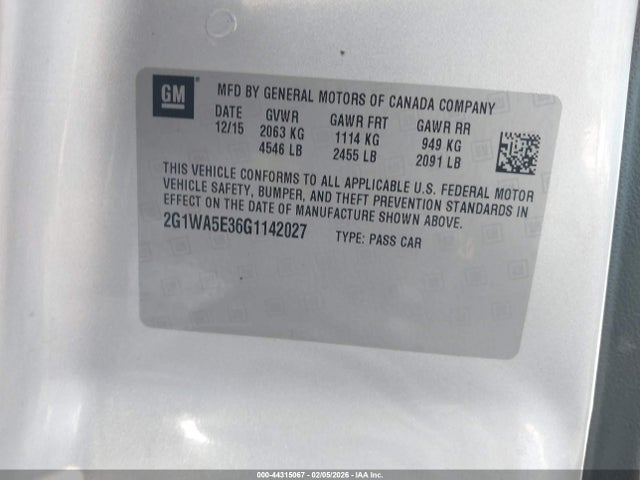 GM ®
MFD BY GENERAL MOTORS OF CANADA COMPANY
DATE GVWR GAWR FRT GAWR RR
12/15 2063 KG 1114 KG 949 KG
4546 LB 2455 LB 2091 LB
THIS VEHICLE CONFORMS TO ALL APPLICABLE U.S. FEDERAL MOTOR
VEHICLE SAFETY, BUMPER, AND THEFT PREVENTION STANDARDS IN
EFFECT ON THE DATE OF MANUFACTURE SHOWN ABOVE.
2G1WA5E36G1142027 TYPE: PASS CAR
000-44315067 - 02/05/2026 - IAA Inc.